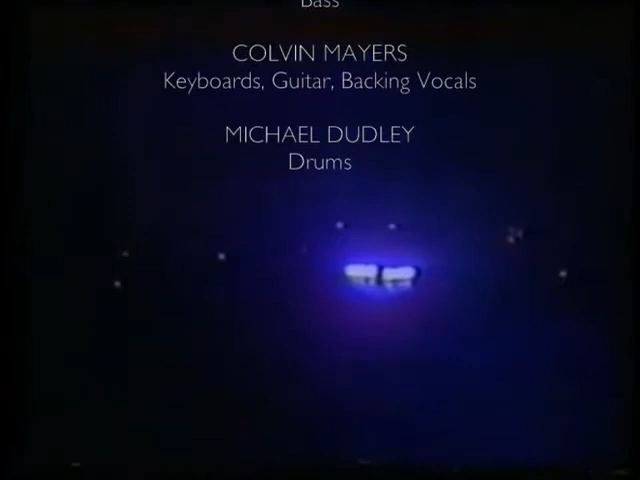 Bass
COLVIN MAYERS
Keyboards, Guitar, Backing Vocals
MICHAEL DUDLEY
Drums